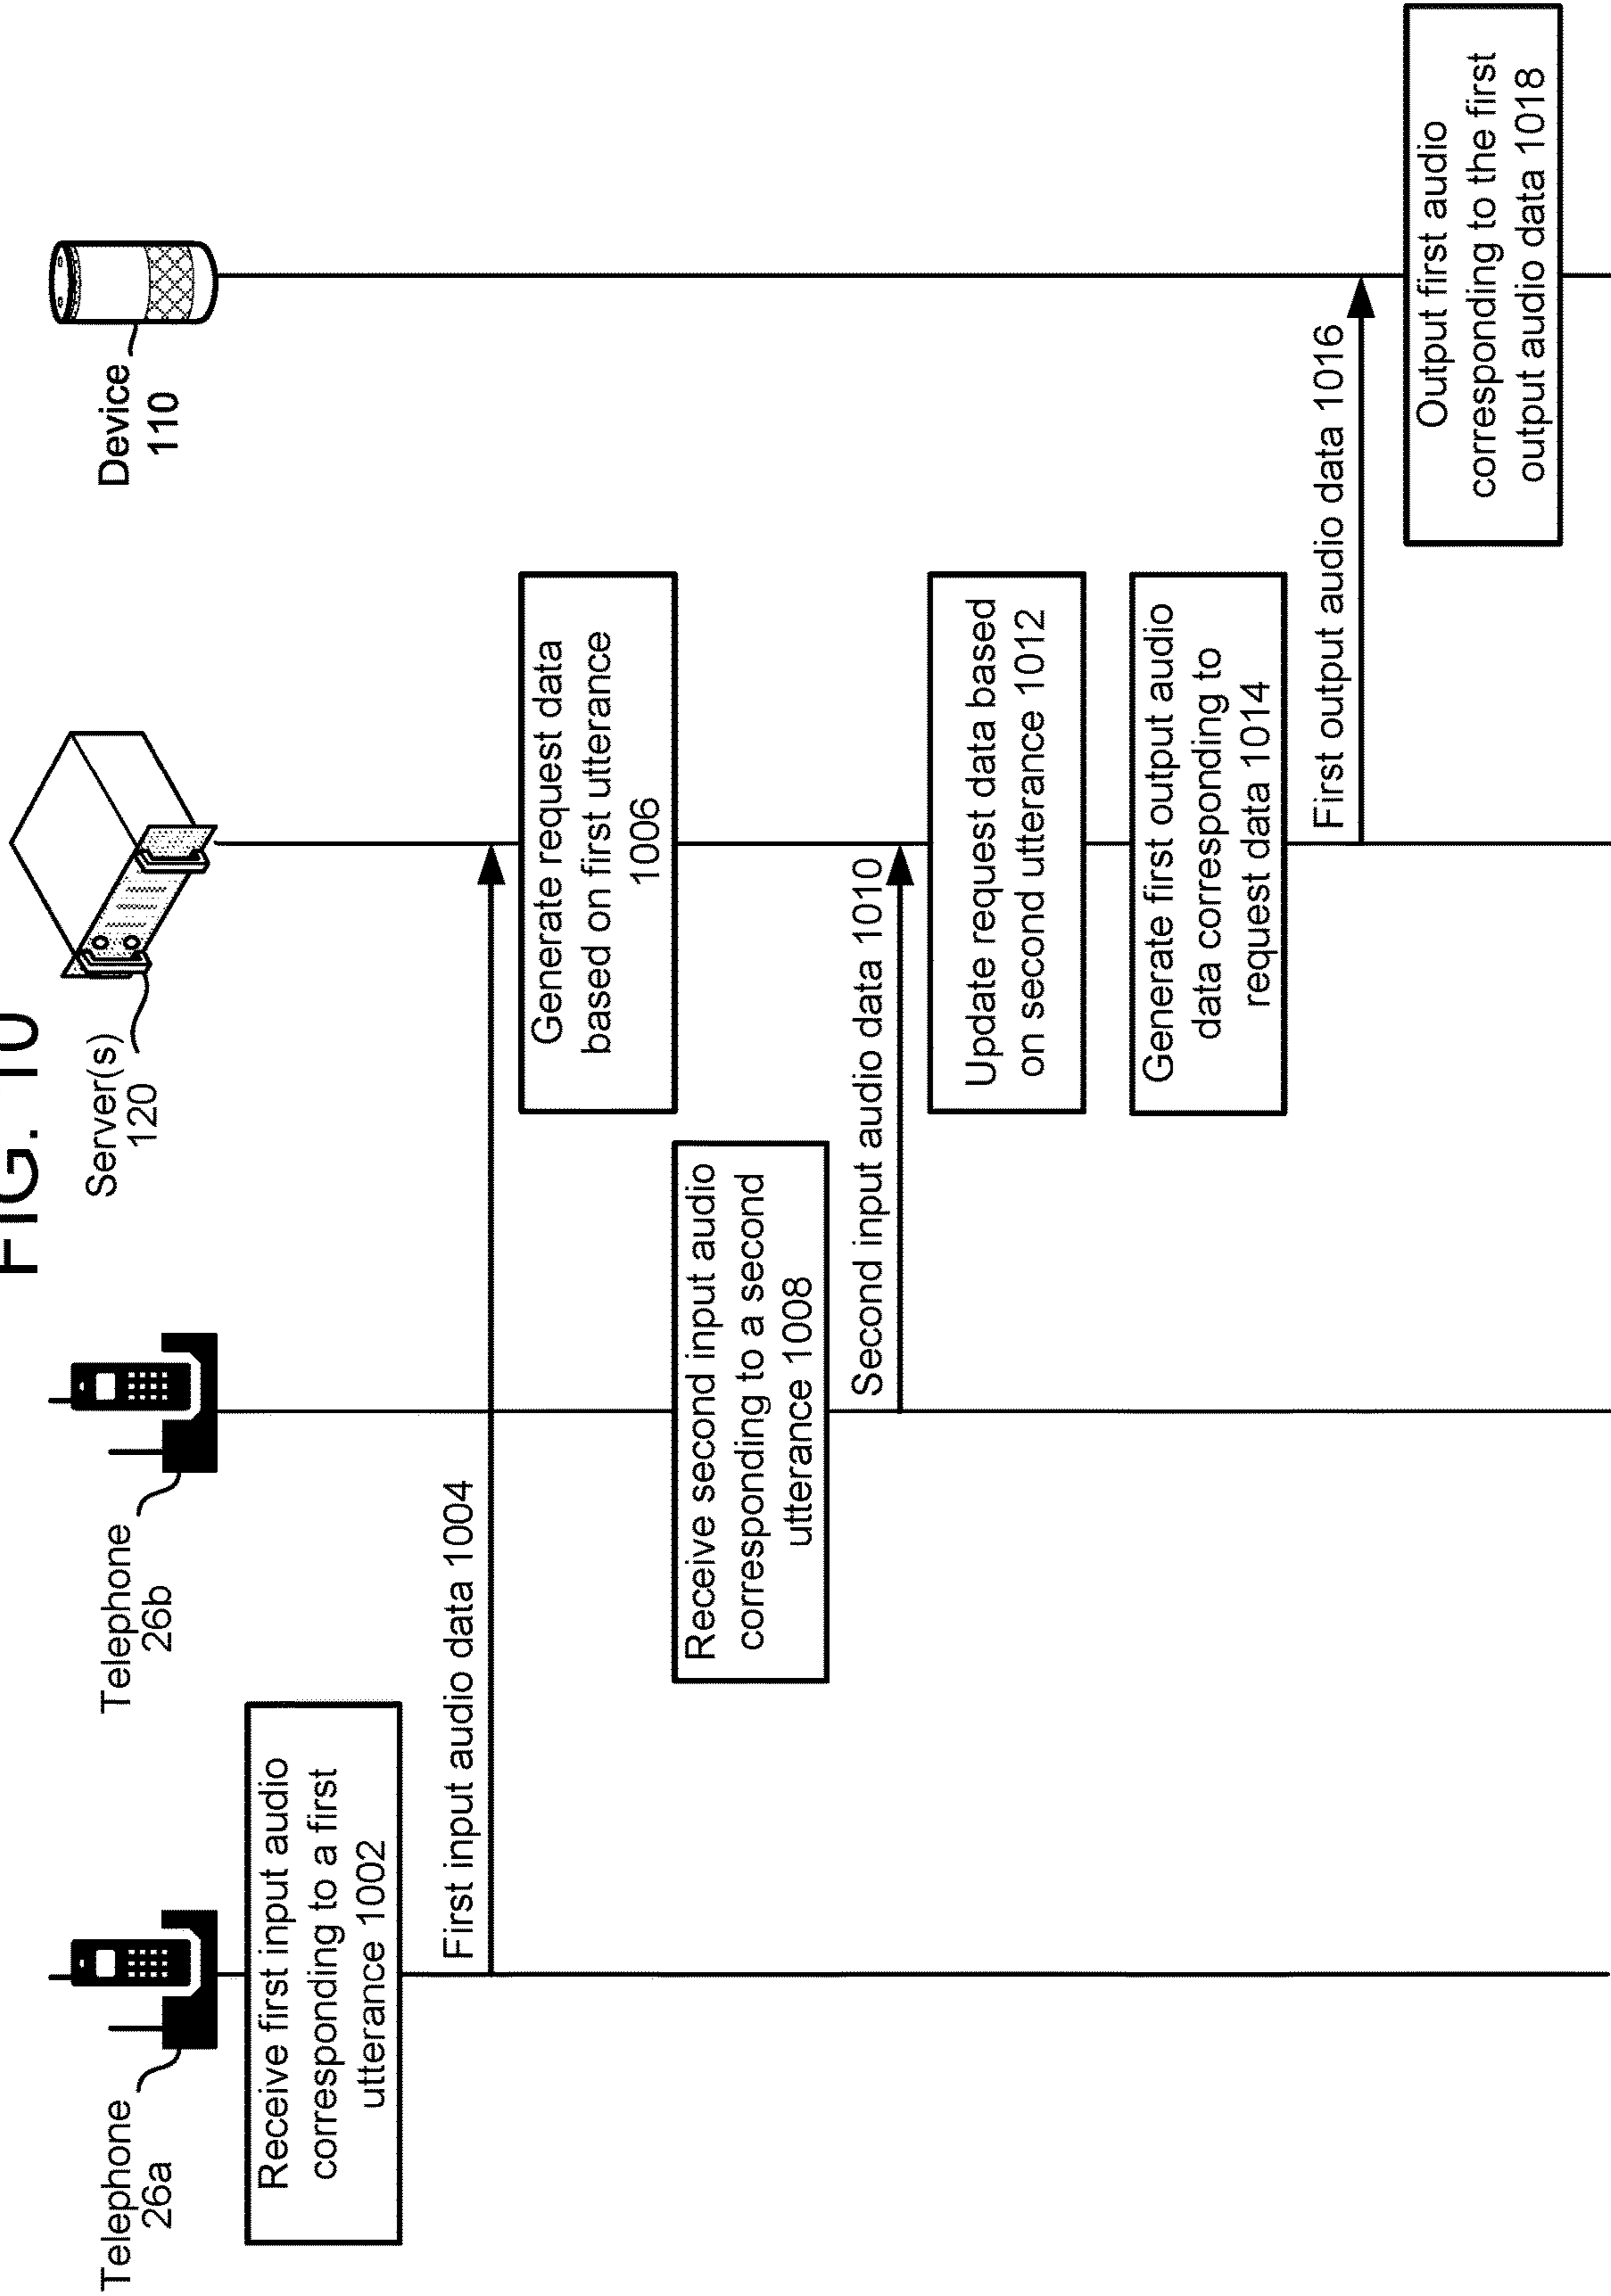 FIG. 10
Telephone
26a
Telephone
26b
Server(s)
120
Device
110
Receive first input audio
corresponding to a first
utterance 1002
First input audio data 1004
Generate request data
based on first utterance
1006
Receive second input audio
corresponding to a second
utterance 1008
Second input audio data 1010
Update request data based
on second utterance 1012
Generate first output audio
data corresponding to
request data 1014
First output audio data 1016
Output first audio
corresponding to the first
output audio data 1018